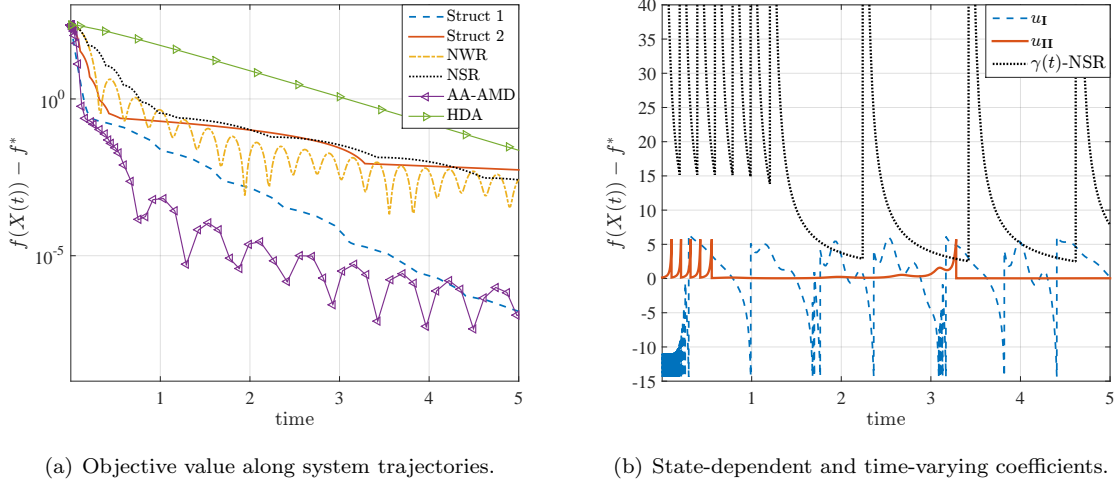 Struct 1
Struct 2
NWR
NSR
AA-AMD
HDA
10^0
10^{-5}
f(X(t)) − f*
1
2
3
4
5
time
u_I
u_II
γ(t)-NSR
40
35
30
25
20
15
10
5
0
-5
-10
-15
f(X(t)) − f*
0
1
2
3
4
5
time
(a) Objective value along system trajectories.
(b) State-dependent and time-varying coefficients.